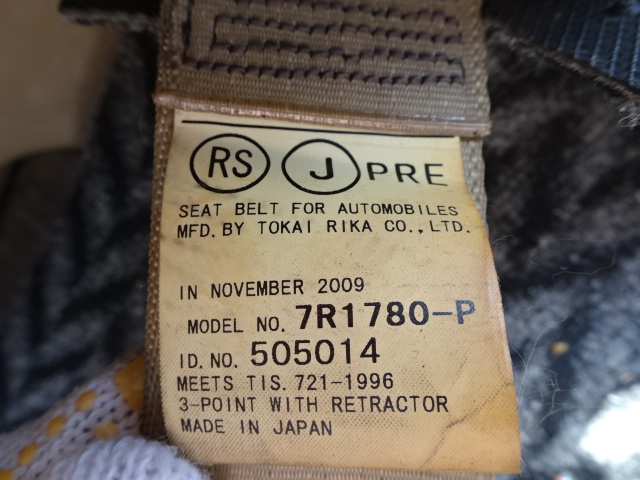 RS J PRE
SEAT BELT FOR AUTOMOBILES
MFD. BY TOKAI RIKA CO., LTD.
IN NOVEMBER 2009
MODEL NO. 7R1780-P
ID. NO. 505014
MEETS TIS. 721-1996
3-POINT WITH RETRACTOR
MADE IN JAPAN